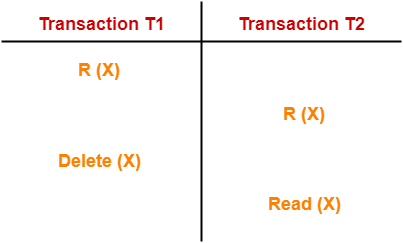 Transaction T1 Transaction T2
R (X)
R (X)
Delete (X)
Read (X)